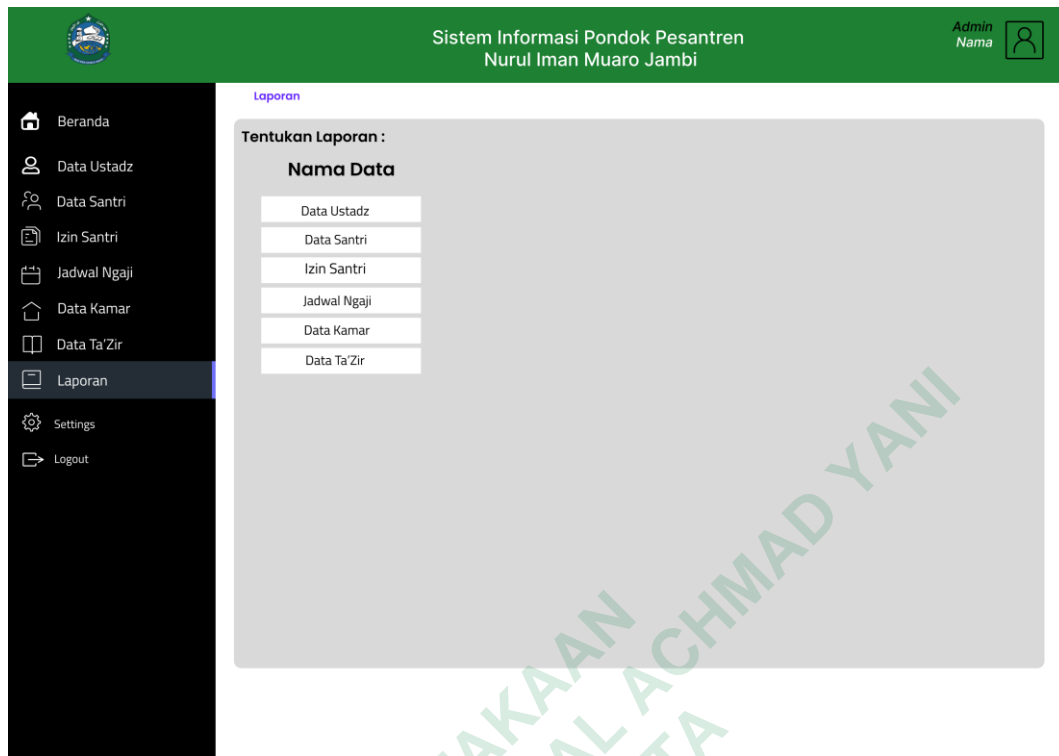 Sistem Informasi Pondok Pesantren
Nurul Iman Muaro Jambi
Admin
Nama
Beranda
Data Ustadz
Data Santri
Izin Santri
Jadwal Ngaji
Data Kamar
Data Ta'Zir
Laporan
Settings
Logout
Laporan
Tentukan Laporan :
Nama Data
Data Ustadz
Data Santri
Izin Santri
Jadwal Ngaji
Data Kamar
Data Ta'Zir
ACHMAD YANI